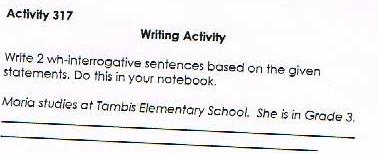 Activity 317
Writing Activity
Write 2 wh-interrogative sentences based on the given
statements. Do this in your notebook.
Maria studies at Tambis Elementary School. She is in Grade 3.